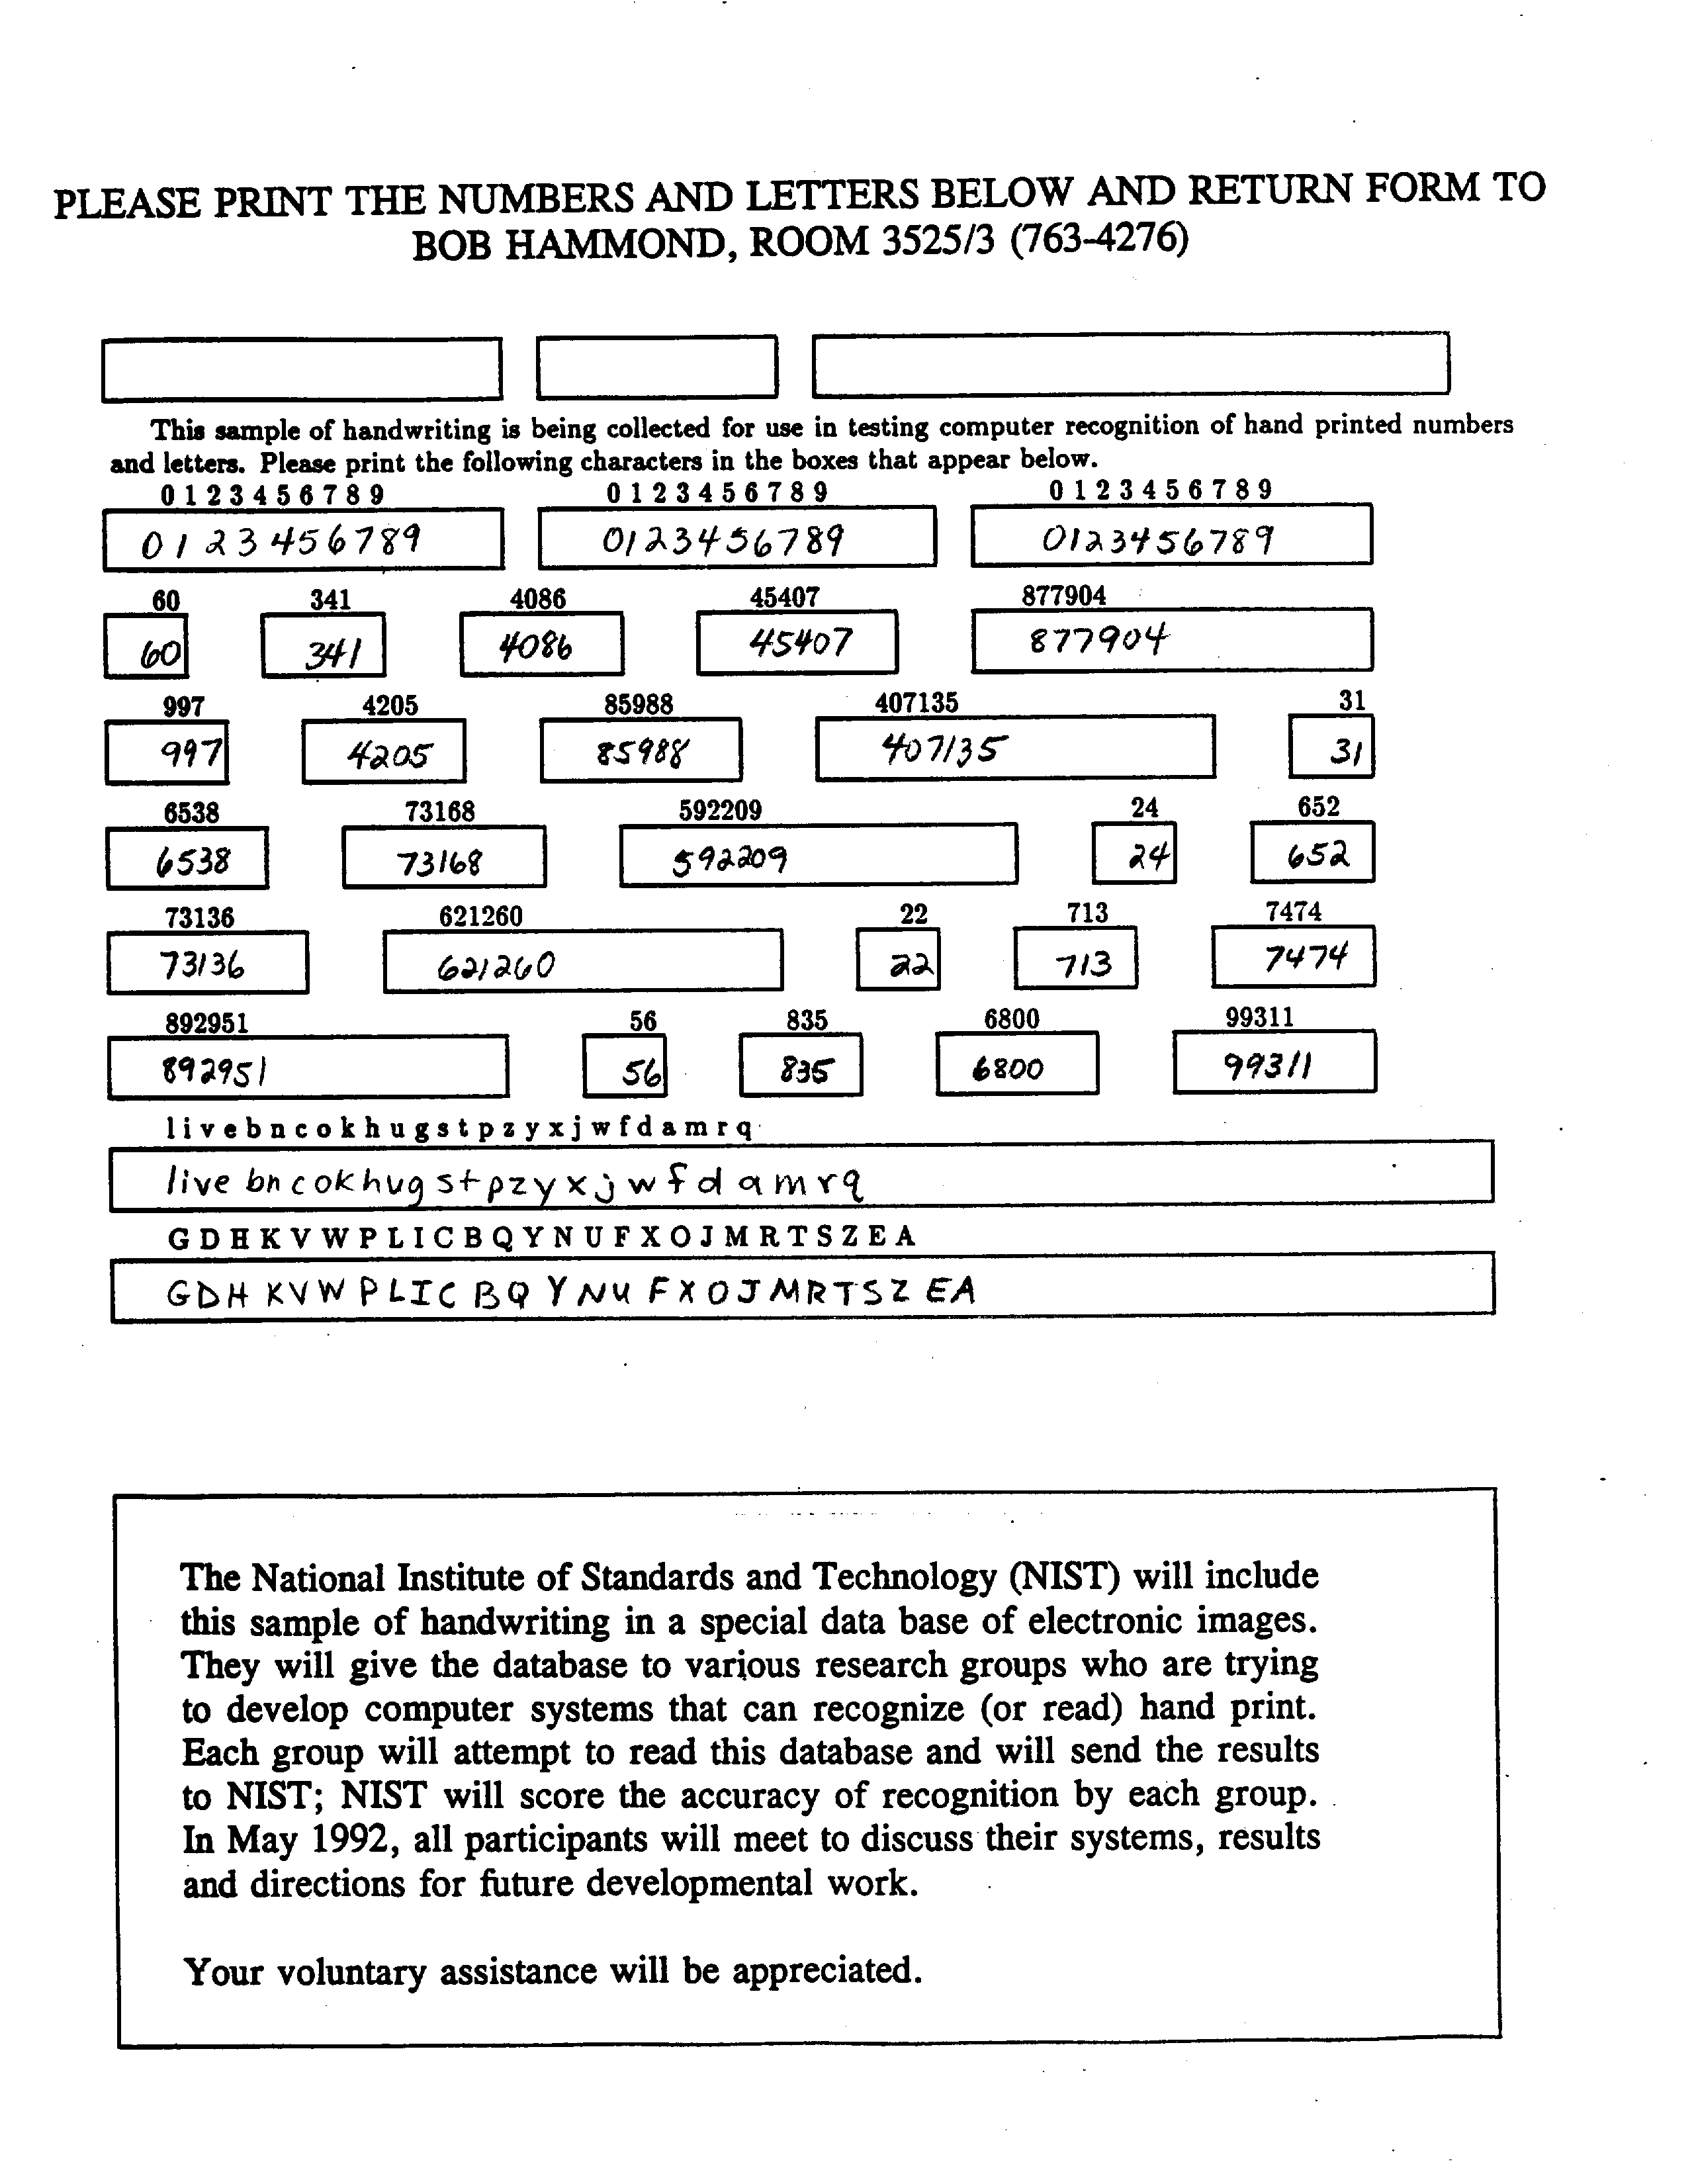 PLEASE PRINT THE NUMBERS AND LETTERS BELOW AND RETURN FORM TO
BOB HAMMOND, ROOM 3525/3 (763-4276)
This sample of handwriting is being collected for use in testing computer recognition of hand printed numbers
and letters. Please print the following characters in the boxes that appear below.
0 1 2 3 4 5 6 7 8 9 0 1 2 3 4 5 6 7 8 9 0 1 2 3 4 5 6 7 8 9
0123456789 0123456789 0123456789
60 341 4086 45407 877904
60 341 4086 45407 877904
997 4205 85988 407135 31
997 4205 85988 407135 31
6538 73168 592209 24 652
6538 73168 592209 24 652
73136 621260 22 713 7474
73136 621260 22 713 7474
892951 56 835 6800 99311
892951 56 835 6800 99311
l i v e b n c o k h u g s t p z y x j w f d a m r q
live bncokhugstpzyxjwfdamrq
G D H K V W P L I C B Q Y N U F X O J M R T S Z E A
GDHKVWPLICBQYNUFXOJMRTSZEA
The National Institute of Standards and Technology (NIST) will include
this sample of handwriting in a special data base of electronic images.
They will give the database to various research groups who are trying
to develop computer systems that can recognize (or read) hand print.
Each group will attempt to read this database and will send the results
to NIST; NIST will score the accuracy of recognition by each group.
In May 1992, all participants will meet to discuss their systems, results
and directions for future developmental work.
Your voluntary assistance will be appreciated.